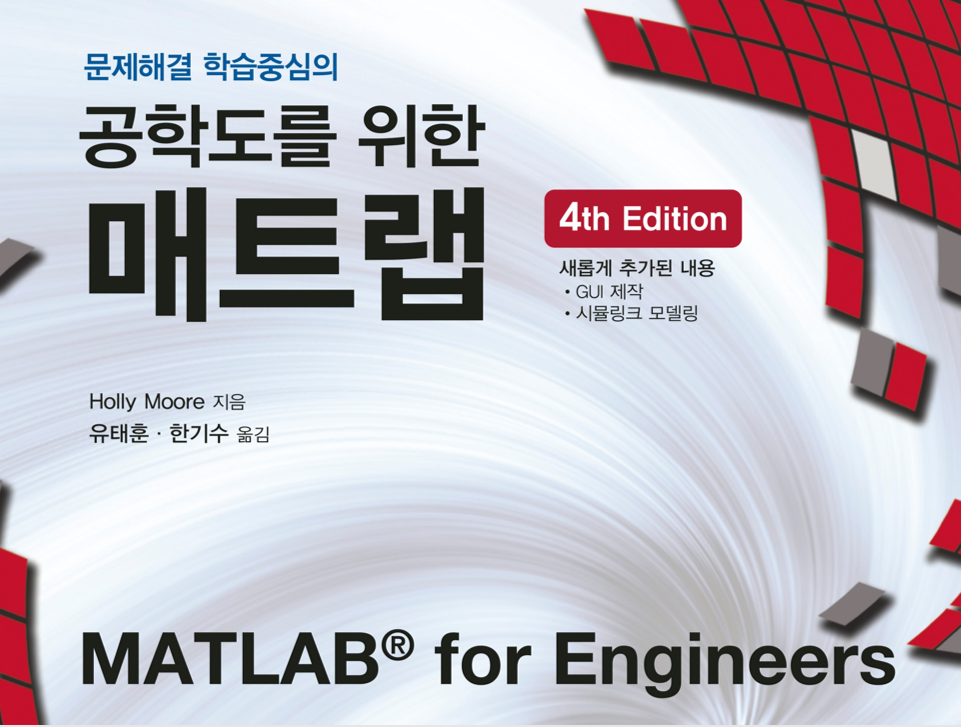 문제해결 학습중심의
공학도를 위한
매트랩
4th Edition
새롭게 추가된 내용
• GUI 제작
• 시뮬링크 모델링
Holly Moore 지음
유태훈 · 한기수 옮김
MATLAB® for Engineers